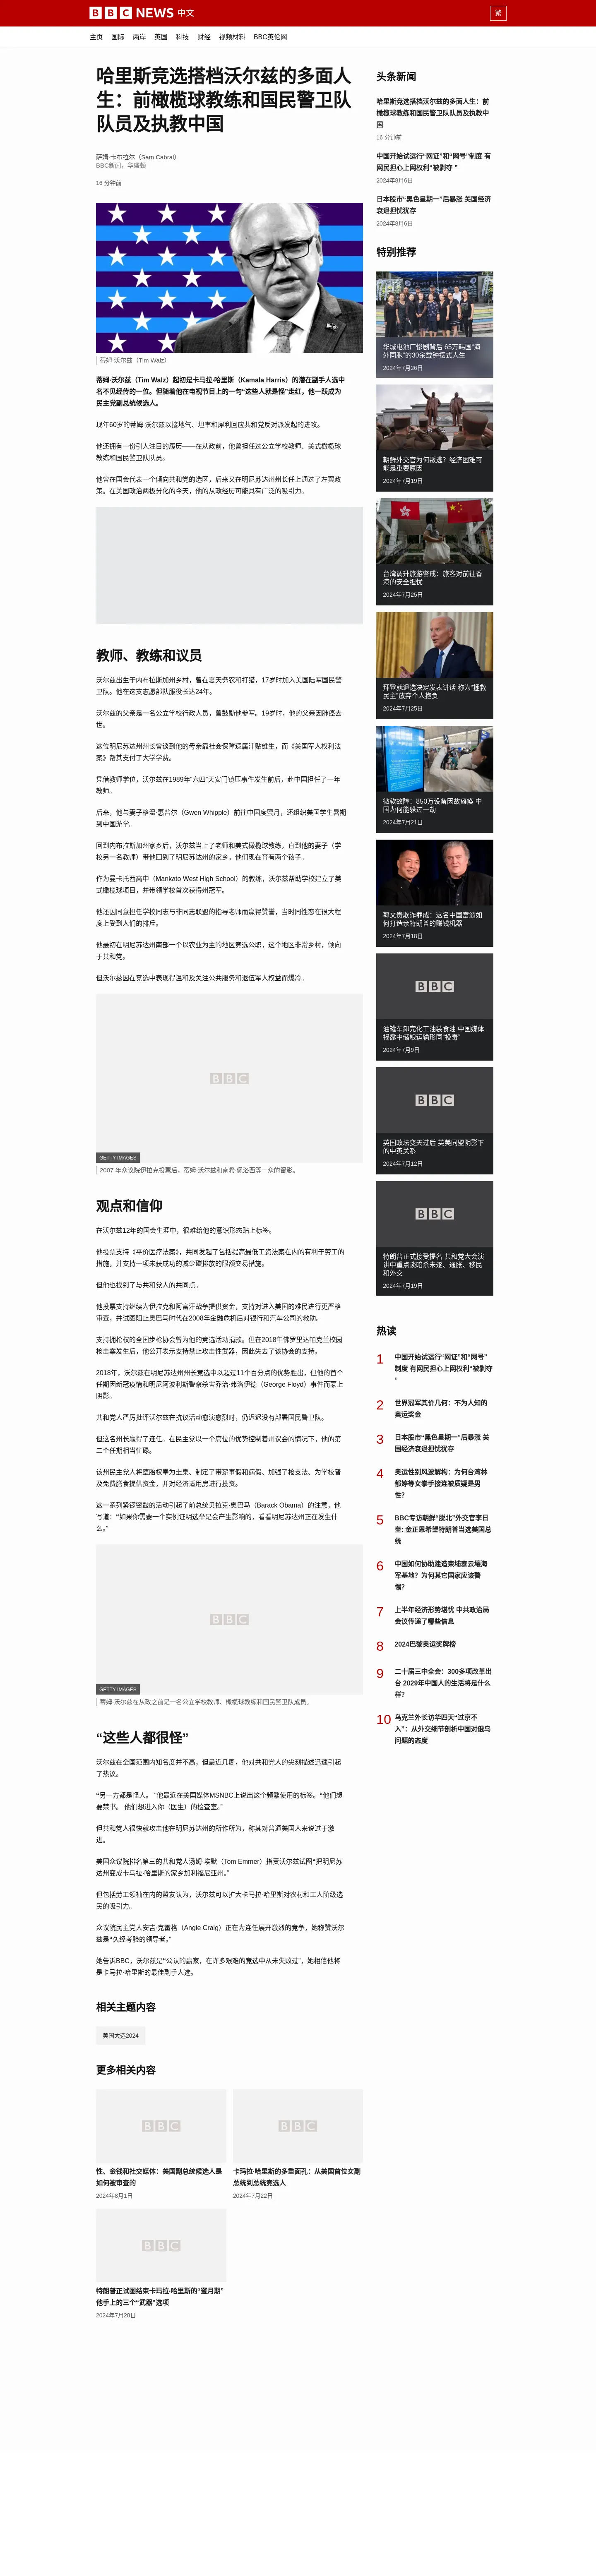 BBC NEWS 中文
繁
主页 国际 两岸 英国 科技 财经 视频材料 BBC英伦网
哈里斯竞选搭档沃尔兹的多面人
生：前橄榄球教练和国民警卫队
队员及执教中国
萨姆·卡布拉尔（Sam Cabral）
BBC新闻，华盛顿
16 分钟前
蒂姆·沃尔兹（Tim Walz）
蒂姆·沃尔兹（Tim Walz）起初是卡马拉·哈里斯（Kamala Harris）的潜在副手人选中
名不见经传的一位。但随着他在电视节目上的一句“这些人就是怪”走红，他一跃成为
民主党副总统候选人。
现年60岁的蒂姆·沃尔兹以接地气、坦率和犀利回应共和党反对派发起的进攻。
他还拥有一份引人注目的履历——在从政前，他曾担任过公立学校教师、美式橄榄球
教练和国民警卫队队员。
他曾在国会代表一个倾向共和党的选区，后来又在明尼苏达州州长任上通过了左翼政
策。在美国政治两极分化的今天，他的从政经历可能具有广泛的吸引力。
教师、教练和议员
沃尔兹出生于内布拉斯加州乡村，曾在夏天务农和打猎，17岁时加入美国陆军国民警
卫队。他在这支志愿部队服役长达24年。
沃尔兹的父亲是一名公立学校行政人员，曾鼓励他参军。19岁时，他的父亲因肺癌去
世。
这位明尼苏达州州长曾谈到他的母亲靠社会保障遗属津贴维生，而《美国军人权利法
案》帮其支付了大学学费。
凭借教师学位，沃尔兹在1989年“六四”天安门镇压事件发生前后，赴中国担任了一年
教师。
后来，他与妻子格温·惠普尔（Gwen Whipple）前往中国度蜜月，还组织美国学生暑期
到中国游学。
回到内布拉斯加州家乡后，沃尔兹当上了老师和美式橄榄球教练，直到他的妻子（学
校另一名教师）带他回到了明尼苏达州的家乡。他们现在育有两个孩子。
作为曼卡托西高中（Mankato West High School）的教练，沃尔兹帮助学校建立了美
式橄榄球项目，并带领学校首次获得州冠军。
他还因同意担任学校同志与非同志联盟的指导老师而赢得赞誉，当时同性恋在很大程
度上受到人们的排斥。
他最初在明尼苏达州南部一个以农业为主的地区竞选公职，这个地区非常乡村，倾向
于共和党。
但沃尔兹因在竞选中表现得温和及关注公共服务和退伍军人权益而爆冷。
BBC
GETTY IMAGES
2007 年众议院伊拉克投票后，蒂姆·沃尔兹和南希·佩洛西等一众的留影。
观点和信仰
在沃尔兹12年的国会生涯中，很难给他的意识形态贴上标签。
他投票支持《平价医疗法案》，共同发起了包括提高最低工资法案在内的有利于劳工的
措施，并支持一项未获成功的减少碳排放的限额交易措施。
但他也找到了与共和党人的共同点。
他投票支持继续为伊拉克和阿富汗战争提供资金，支持对进入美国的难民进行更严格
审查，并试图阻止奥巴马时代在2008年金融危机后对银行和汽车公司的救助。
支持拥枪权的全国步枪协会曾为他的竞选活动捐款。但在2018年佛罗里达帕克兰校园
枪击案发生后，他公开表示支持禁止攻击性武器，因此失去了该协会的支持。
2018年，沃尔兹在明尼苏达州州长竞选中以超过11个百分点的优势胜出，但他的首个
任期因新冠疫情和明尼阿波利斯警察杀害乔治·弗洛伊德（George Floyd）事件而蒙上
阴影。
共和党人严厉批评沃尔兹在抗议活动愈演愈烈时，仍迟迟没有部署国民警卫队。
但这名州长赢得了连任。在民主党以一个席位的优势控制着州议会的情况下，他的第
二个任期相当忙碌。
该州民主党人将堕胎权奉为圭臬、制定了带薪事假和病假、加强了枪支法、为学校普
及免费膳食提供资金，并对经济适用房进行投资。
这一系列紧锣密鼓的活动引起了前总统贝拉克·奥巴马（Barack Obama）的注意，他
写道：“如果你需要一个实例证明选举是会产生影响的，看看明尼苏达州正在发生什
么。”
BBC
GETTY IMAGES
蒂姆·沃尔兹在从政之前是一名公立学校教师、橄榄球教练和国民警卫队成员。
“这些人都很怪”
沃尔兹在全国范围内知名度并不高，但最近几周，他对共和党人的尖刻描述迅速引起
了热议。
“另一方都是怪人。 ”他最近在美国媒体MSNBC上说出这个频繁使用的标签。“他们想
要禁书。 他们想进入你（医生）的检查室。”
但共和党人很快就攻击他在明尼苏达州的所作所为，称其对普通美国人来说过于激
进。
美国众议院排名第三的共和党人汤姆·埃默（Tom Emmer）指责沃尔兹试图“把明尼苏
达州变成卡马拉·哈里斯的家乡加利福尼亚州。”
但包括劳工领袖在内的盟友认为，沃尔兹可以扩大卡马拉·哈里斯对农村和工人阶级选
民的吸引力。
众议院民主党人安吉·克雷格（Angie Craig）正在为连任展开激烈的竞争，她称赞沃尔
兹是“久经考验的领导者。”
她告诉BBC，沃尔兹是“公认的赢家，在许多艰难的竞选中从未失败过”，她相信他将
是卡马拉·哈里斯的最佳副手人选。
相关主题内容
美国大选2024
更多相关内容
BBC
性、金钱和社交媒体：美国副总统候选人是
如何被审查的
2024年8月1日
BBC
卡玛拉·哈里斯的多重面孔：从美国首位女副
总统到总统竞选人
2024年7月22日
BBC
特朗普正试图结束卡玛拉·哈里斯的“蜜月期”
他手上的三个“武器”选项
2024年7月28日
头条新闻
哈里斯竞选搭档沃尔兹的多面人生：前
橄榄球教练和国民警卫队队员及执教中
国
16 分钟前
中国开始试运行“网证”和“网号”制度 有
网民担心上网权利“被剥夺 ”
2024年8月6日
日本股市“黑色星期一”后暴涨 美国经济
衰退担忧犹存
2024年8月6日
特别推荐
华城电池厂惨剧背后 65万韩国“海
外同胞”的30余载钟摆式人生
2024年7月26日
朝鲜外交官为何叛逃？经济困难可
能是重要原因
2024年7月19日
台湾调升旅游警戒：旅客对前往香
港的安全担忧
2024年7月25日
拜登就退选决定发表讲话 称为“拯救
民主”放弃个人抱负
2024年7月25日
微软故障：850万设备因故瘫痪 中
国为何能躲过一劫
2024年7月21日
郭文贵欺诈罪成：这名中国富翁如
何打造亲特朗普的赚钱机器
2024年7月18日
BBC
油罐车卸完化工油装食油 中国媒体
揭露中储粮运输形同“投毒”
2024年7月9日
BBC
英国政坛变天过后 英美同盟阴影下
的中英关系
2024年7月12日
BBC
特朗普正式接受提名 共和党大会演
讲中重点谈暗杀未遂、通胀、移民
和外交
2024年7月19日
热读
1 中国开始试运行“网证”和“网号”
制度 有网民担心上网权利“被剥夺
”
2 世界冠军其价几何：不为人知的
奥运奖金
3 日本股市“黑色星期一”后暴涨 美
国经济衰退担忧犹存
4 奥运性别风波解构：为何台湾林
郁婷等女拳手接连被质疑是男
性？
5 BBC专访朝鲜“脱北”外交官李日
奎: 金正恩希望特朗普当选美国总
统
6 中国如何协助建造柬埔寨云壤海
军基地？为何其它国家应该警
惕？
7 上半年经济形势堪忧 中共政治局
会议传递了哪些信息
8 2024巴黎奥运奖牌榜
9 二十届三中全会：300多项改革出
台 2029年中国人的生活将是什么
样？
10 乌克兰外长访华四天“过京不
入”：从外交细节剖析中国对俄乌
问题的态度